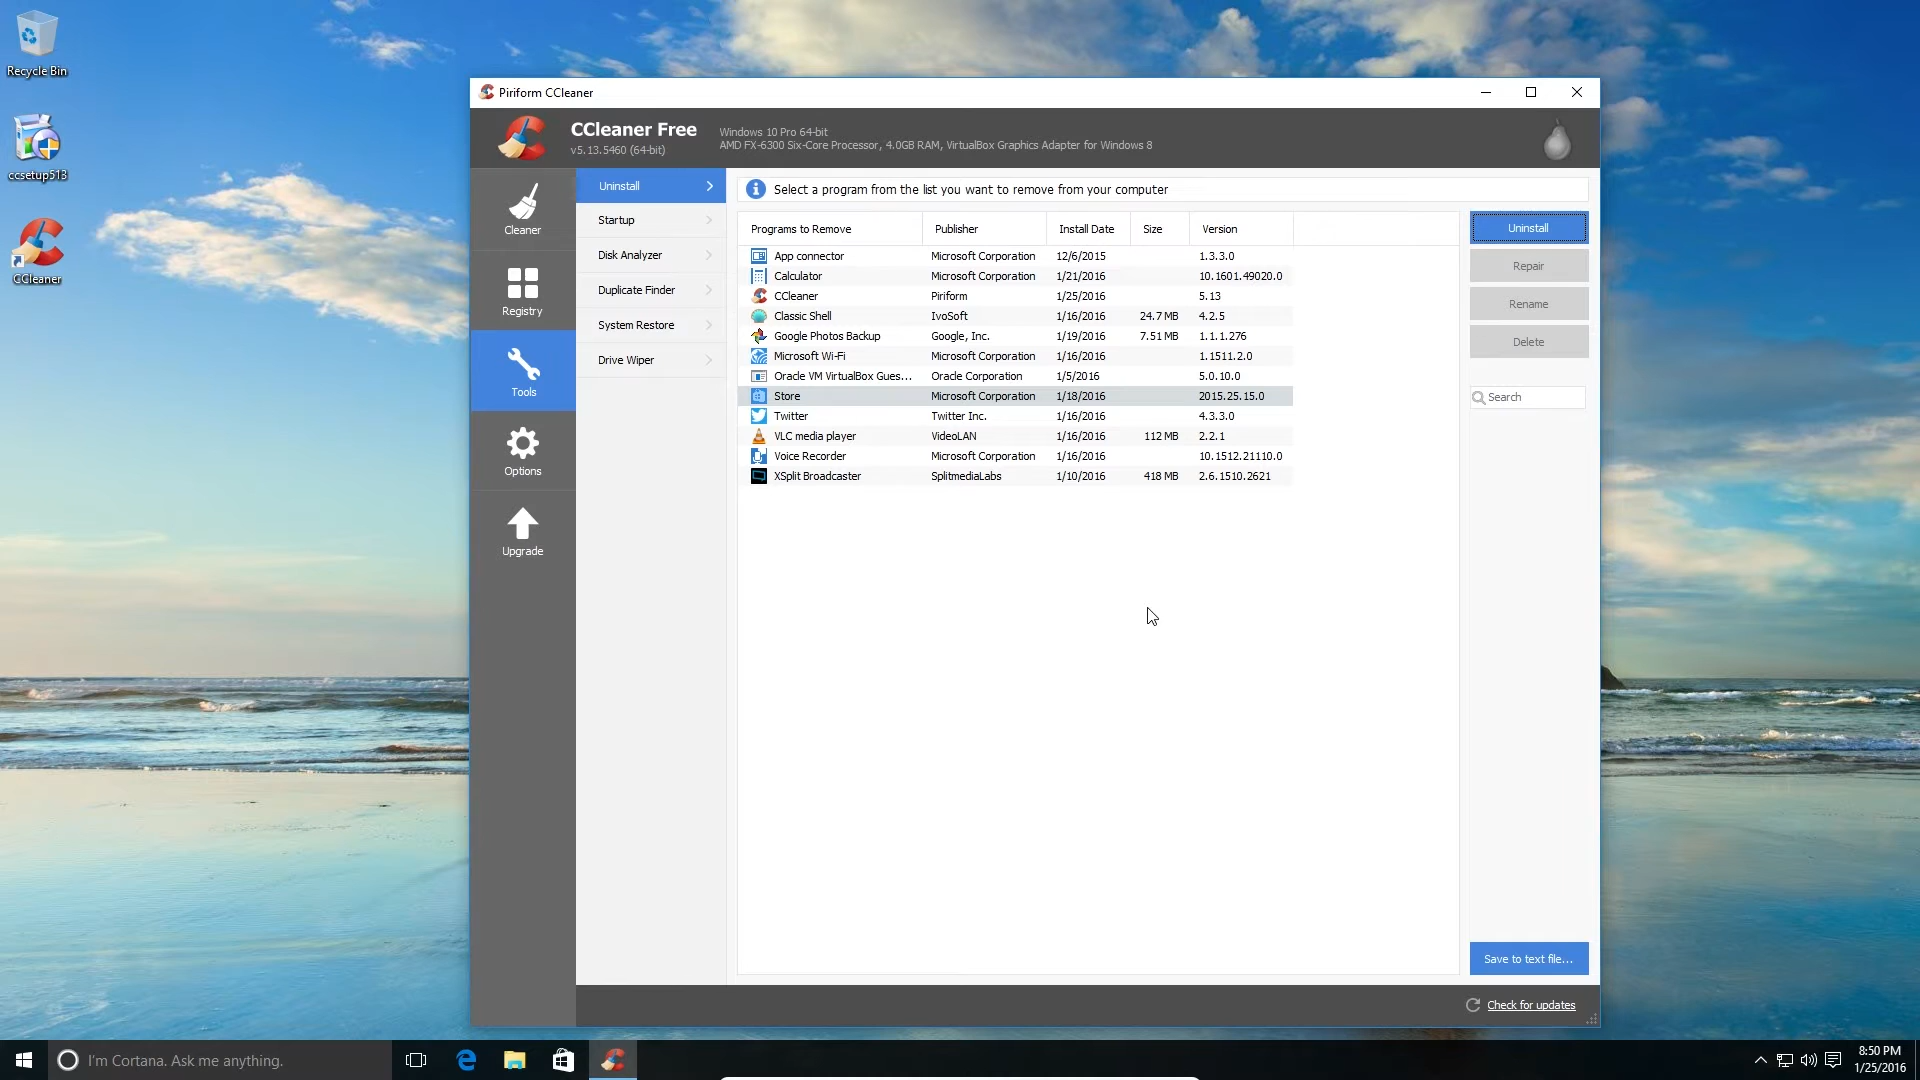 Recycle Bin
ccsetup513
CCleaner
Piriform CCleaner
CCleaner Free
v5.13.5460 (64-bit)
Windows 10 Pro 64-bit
AMD FX-6300 Six-Core Processor, 4.0GB RAM, VirtualBox Graphics Adapter for Windows 8
Cleaner
Registry
Tools
Options
Upgrade
Uninstall
Startup
Disk Analyzer
Duplicate Finder
System Restore
Drive Wiper
Select a program from the list you want to remove from your computer
Programs to Remove Publisher Install Date Size Version
App connector Microsoft Corporation 12/6/2015 1.3.3.0
Calculator Microsoft Corporation 1/21/2016 10.1601.49020.0
CCleaner Piriform 1/25/2016 5.13
Classic Shell IvoSoft 1/16/2016 24.7 MB 4.2.5
Google Photos Backup Google, Inc. 1/19/2016 7.51 MB 1.1.1.276
Microsoft Wi-Fi Microsoft Corporation 1/16/2016 1.1511.2.0
Oracle VM VirtualBox Gues... Oracle Corporation 1/5/2016 5.0.10.0
Store Microsoft Corporation 1/18/2016 2015.25.15.0
Twitter Twitter Inc. 1/16/2016 4.3.3.0
VLC media player VideoLAN 1/16/2016 112 MB 2.2.1
Voice Recorder Microsoft Corporation 1/16/2016 10.1512.21110.0
XSplit Broadcaster SplitmediaLabs 1/10/2016 418 MB 2.6.1510.2621
Uninstall
Repair
Rename
Delete
Search
Save to text file...
Check for updates
I'm Cortana. Ask me anything.
8:50 PM
1/25/2016